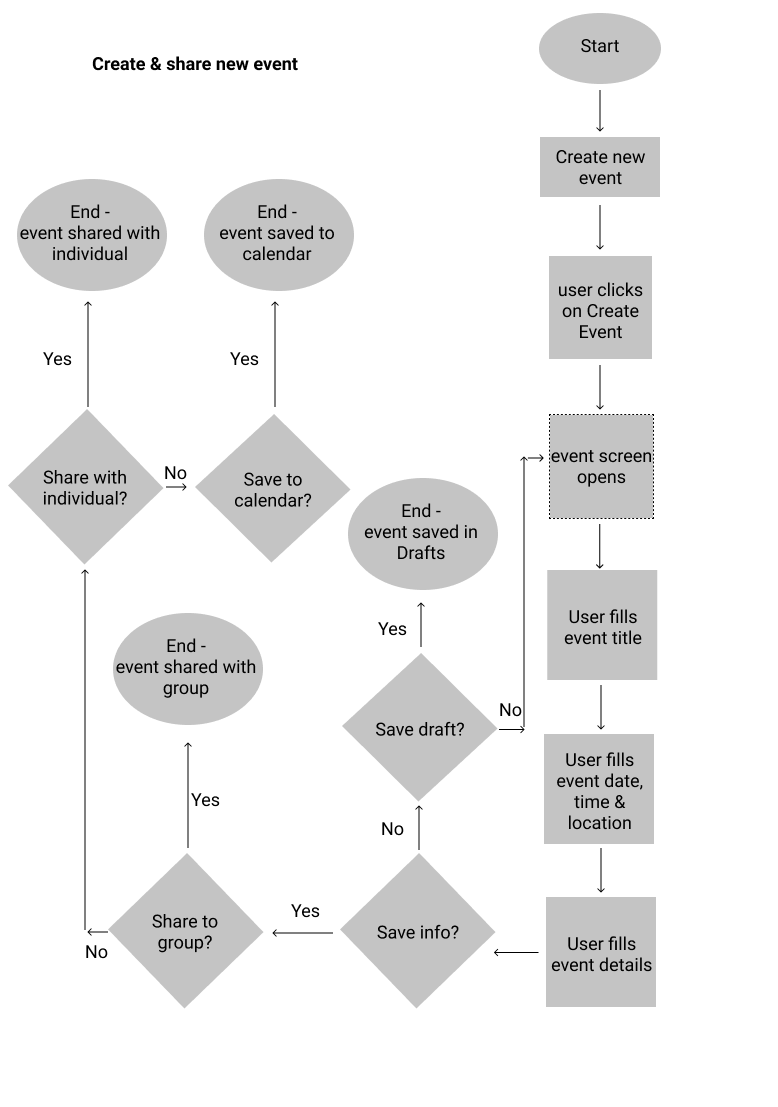 Create & share new event
Start
Create new
event
user clicks
on Create
Event
event screen
opens
User fills
event title
User fills
event date,
time &
location
User fills
event details
Save info?
No
Save draft?
Yes
End -
event saved in
Drafts
No
Yes
Share to
group?
Yes
End -
event shared with
group
No
Share with
individual?
Yes
End -
event shared with
individual
No
Save to
calendar?
Yes
End -
event saved to
calendar